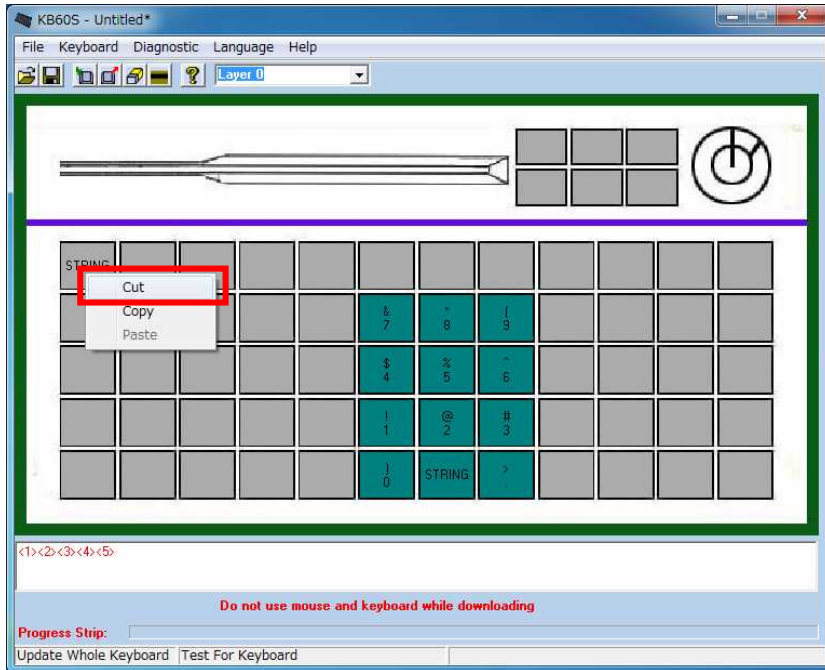 KB60S - Untitled*
File Keyboard Diagnostic Language Help
Layer 0
STRING
Cut
Copy
Paste
& * (
7 8 9
$ % ^
4 5 6
! @ #
1 2 3
) STRING >
0 .
<1><2><3><4><5>
Do not use mouse and keyboard while downloading
Progress Strip:
Update Whole Keyboard Test For Keyboard